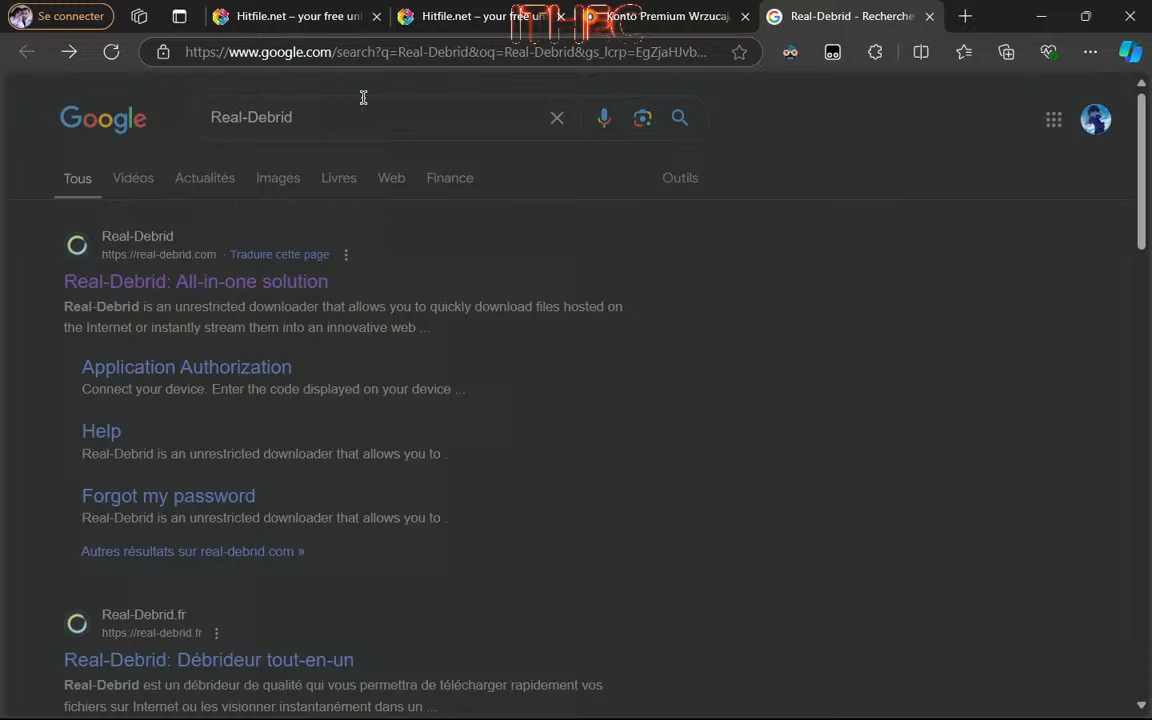 Se connecter
Hitfile.net – your free unl
Hitfile.net – your free un
Konto Premium Wrzucaj
Real-Debrid - Recherche
THPC
https://www.google.com/search?q=Real-Debrid&oq=Real-Debrid&gs_lcrp=EgZjaHJvb...
Google
Real-Debrid
Tous
Vidéos
Actualités
Images
Livres
Web
Finance
Outils
Real-Debrid
https://real-debrid.com · Traduire cette page
Real-Debrid: All-in-one solution
Real-Debrid is an unrestricted downloader that allows you to quickly download files hosted on
the Internet or instantly stream them into an innovative web ...
Application Authorization
Connect your device. Enter the code displayed on your device ...
Help
Real-Debrid is an unrestricted downloader that allows you to .
Forgot my password
Real-Debrid is an unrestricted downloader that allows you to .
Autres résultats sur real-debrid.com »
Real-Debrid.fr
https://real-debrid.fr
Real-Debrid: Débrideur tout-en-un
Real-Debrid est un débrideur de qualité qui vous permettra de télécharger rapidement vos
fichiers sur Internet ou les visionner instantanément dans un ...